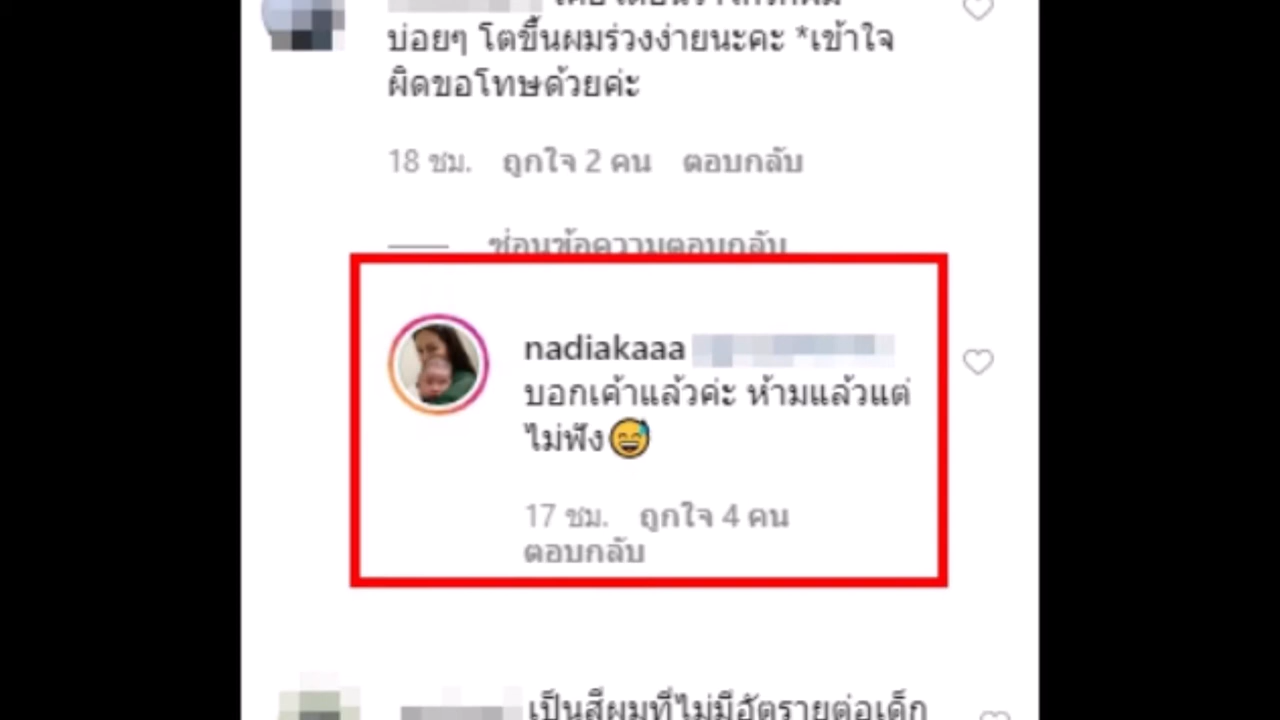 บ่อยๆ โตขึ้นผมร่วงง่ายนะคะ *เข้าใจ
ผิดขอโทษด้วยค่ะ
18 ชม. ถูกใจ 2 คน ตอบกลับ
ซ่อนข้อความตอบกลับ
nadiakaaa
บอกเค้าแล้วค่ะ ห้ามแล้วแต่
ไม่ฟัง😅
17 ชม. ถูกใจ 4 คน
ตอบกลับ
เป็นสีผมที่ไม่มีอัตรายต่อเด็ก